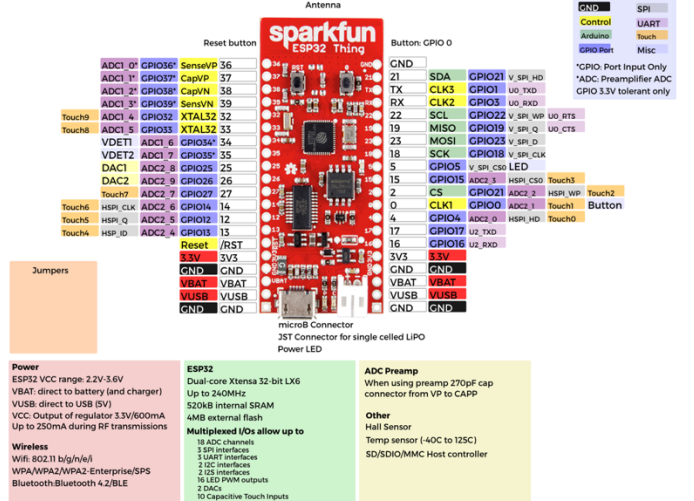 Antenna
GND SPI
Control UART
Arduino Touch
GPIO Port Misc
*GPIO: Port Input Only
*ADC: Preamplifier ADC
GPIO 3.3V tolerant only
Reset button
Button: GPIO 0
sparkfun
ESP32 Thing
ADC1_0* GPIO36* SenseVP 36
ADC1_1* GPIO37* CapVP 37
ADC1_2* GPIO38* CapVN 38
ADC1_3* GPIO39* SensVN 39
Touch9 ADC1_4 GPIO32 XTAL32 32
Touch8 ADC1_5 GPIO33 XTAL32 33
VDET1 ADC1_6 GPIO34* 34
VDET2 ADC1_7 GPIO35* 35
DAC1 ADC2_8 GPIO25 25
DAC2 ADC2_9 GPIO26 26
Touch7 ADC2_7 GPIO27 27
Touch6 HSPI_CLK ADC2_6 GPIO14 14
Touch5 HSPI_Q ADC2_5 GPIO12 12
Touch4 HSP_ID ADC2_4 GPIO13 13
Reset /RST
3.3V 3V3
GND GND
VBAT VBAT
VUSB VUSB
GND GND
GND
21 SDA GPIO21 V_SPI_HD
TX CLK3 GPIO1 U0_TXD
RX CLK2 GPIO3 U0_RXD
22 SCL GPIO22 V_SPI_WP U0_RTS
19 MISO GPIO19 V_SPI_Q U0_CTS
23 MOSI GPIO23 V_SPI_D
18 SCK GPIO18 V_SPI_CLK
5 GPIO5 V_SPI_CS0 LED
15 GPIO15 ADC2_3 HSPI_CS0 Touch3
2 CS GPIO21 ADC2_2 HSPI_WP Touch2
0 CLK1 GPIO0 ADC2_1 Touch1 Button
4 GPIO4 ADC2_0 HSPI_HD Touch0
17 GPIO17 U2_TXD
16 GPIO16 U2_RXD
3V3 3.3V
GND GND
VBAT VBAT
VUSB VUSB
GND GND
Jumpers
microB Connector
JST Connector for single celled LiPO
Power LED
Power
ESP32 VCC range: 2.2V-3.6V
VBAT: direct to battery (and charger)
VUSB: direct to USB (5V)
VCC: Output of regulator 3.3V/600mA
Up to 250mA during RF transmissions
Wireless
Wifi: 802.11 b/g/n/e/i
WPA/WPA2/WPA2-Enterprise/SPS
Bluetooth:Bluetooth 4.2/BLE
ESP32
Dual-core Xtensa 32-bit LX6
Up to 240MHz
520kB internal SRAM
4MB external flash
Multiplexed I/Os allow up to
18 ADC channels
3 SPI interfaces
3 UART interfaces
2 I2C interfaces
2 I2S interfaces
16 LED PWM outputs
2 DACs
10 Capacitive Touch Inputs
ADC Preamp
When using preamp 270pF cap
connector from VP to CAPP
Other
Hall Sensor
Temp sensor (-40C to 125C)
SD/SDIO/MMC Host controller